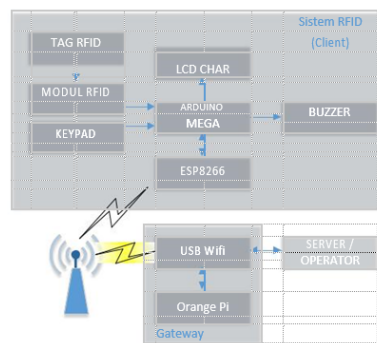 Sistem RFID
(Client)
TAG RFID
LCD CHAR
MODUL RFID
ARDUINO
MEGA
BUZZER
KEYPAD
ESP8266
USB Wifi
SERVER /
OPERATOR
Orange Pi
Gateway